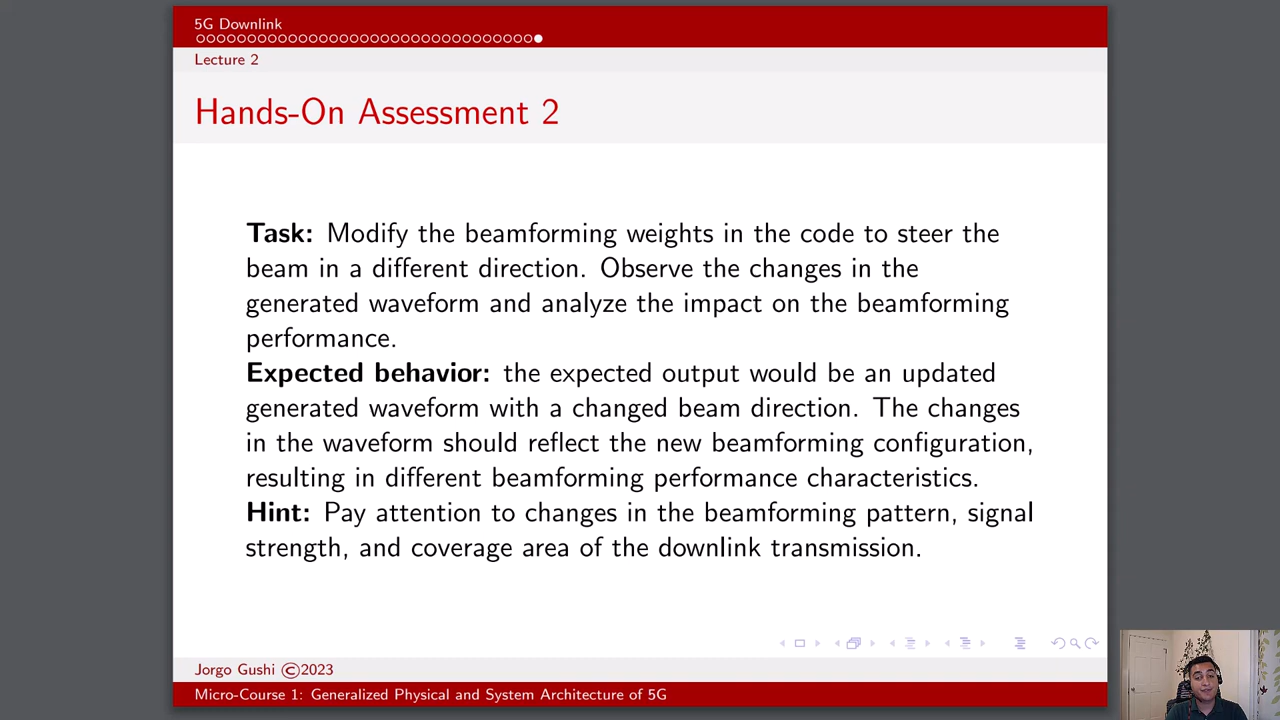 5G Downlink
Lecture 2
Hands-On Assessment 2
Task: Modify the beamforming weights in the code to steer the
beam in a different direction. Observe the changes in the
generated waveform and analyze the impact on the beamforming
performance.
Expected behavior: the expected output would be an updated
generated waveform with a changed beam direction. The changes
in the waveform should reflect the new beamforming configuration,
resulting in different beamforming performance characteristics.
Hint: Pay attention to changes in the beamforming pattern, signal
strength, and coverage area of the downlink transmission.
Jorgo Gushi ©2023
Micro-Course 1: Generalized Physical and System Architecture of 5G